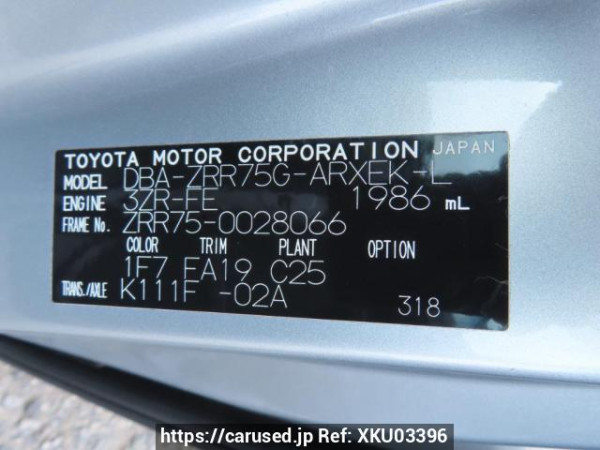 TOYOTA MOTOR CORPORATION JAPAN
MODEL DBA-ZRR75G-ARXEK-L
ENGINE 3ZR-FE 1986 mL
FRAME No. ZRR75-0028066
COLOR TRIM PLANT OPTION
1F7 FA19 C25
TRANS./AXLE K111F -02A
318
https://carused.jp Ref: XKU03396